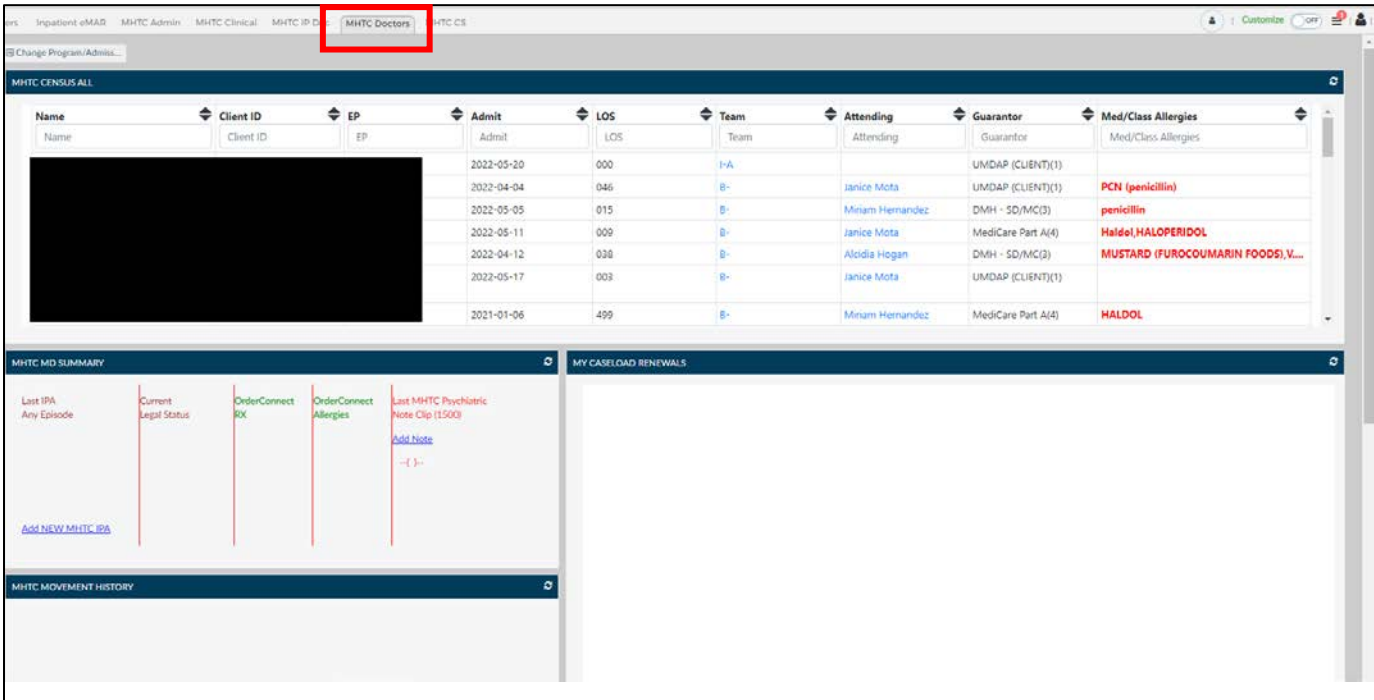 ors Inpatient eMAR MHTC Admin MHTC Clinical MHTC IP Doc MHTC Doctors MHTC CS Customize OFF
Change Program/Admiss...
MHTC CENSUS ALL
Name Client ID EP Admit LOS Team Attending Guarantor Med/Class Allergies
Name Client ID EP Admit LOS Team Attending Guarantor Med/Class Allergies
2022-05-20 000 I-A UMDAP (CLIENT)(1)
2022-04-04 046 B- Janice Mota UMDAP (CLIENT)(1) PCN (penicillin)
2022-05-05 015 B- Miriam Hernandez DMH - SD/MC(3) penicillin
2022-05-11 009 B- Janice Mota MediCare Part A(4) Haldol,HALOPERIDOL
2022-04-12 038 B- Alcidia Hogan DMH - SD/MC(3) MUSTARD (FUROCOUMARIN FOODS),V....
2022-05-17 003 B- Janice Mota UMDAP (CLIENT)(1)
2021-01-06 499 B- Miriam Hernandez MediCare Part A(4) HALDOL
MHTC MD SUMMARY MY CASELOAD RENEWALS
Last IPA Current OrderConnect OrderConnect Last MHTC Psychiatric
Any Episode Legal Status RX Allergies Note Clip (1500)
Add Note
--{ }--
Add NEW MHTC IPA
MHTC MOVEMENT HISTORY